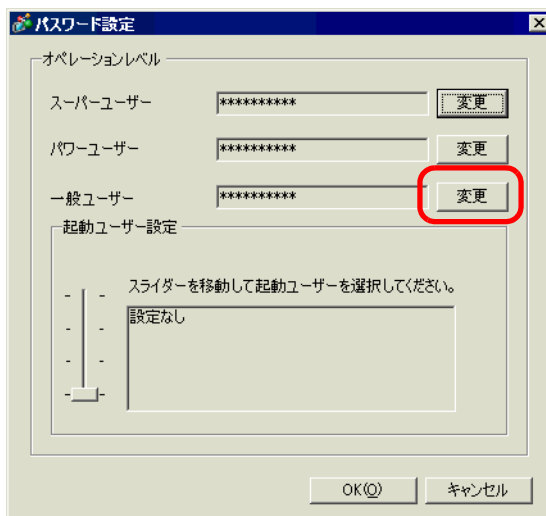 パスワード設定
オペレーションレベル
スーパーユーザー ********** 変更
パワーユーザー ********** 変更
一般ユーザー ********** 変更
起動ユーザー設定
スライダーを移動して起動ユーザーを選択してください。
設定なし
OK(O) キャンセル